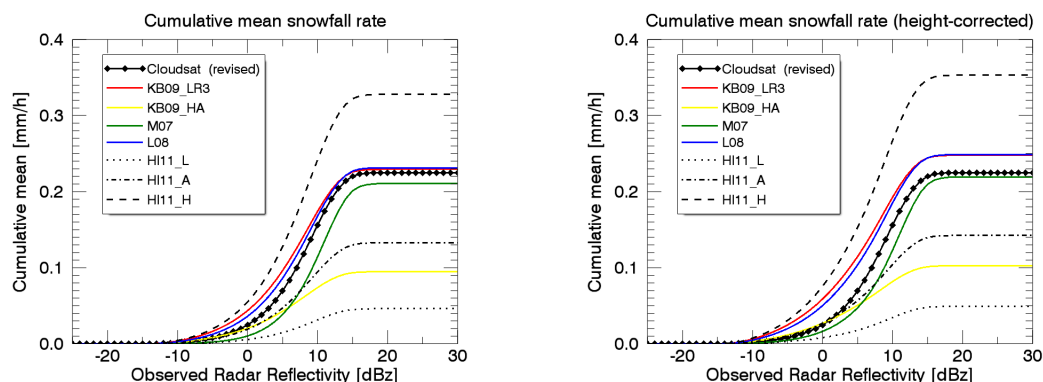 Cumulative mean snowfall rate
Cumulative mean [mm/h]
0.4
0.3
0.2
0.1
0.0
Cloudsat (revised)
KB09_LR3
KB09_HA
M07
L08
HI11_L
HI11_A
HI11_H
-20 -10 0 10 20 30
Observed Radar Reflectivity [dBz]
Cumulative mean snowfall rate (height-corrected)
Cumulative mean [mm/h]
0.4
0.3
0.2
0.1
0.0
Cloudsat (revised)
KB09_LR3
KB09_HA
M07
L08
HI11_L
HI11_A
HI11_H
-20 -10 0 10 20 30
Observed Radar Reflectivity [dBz]